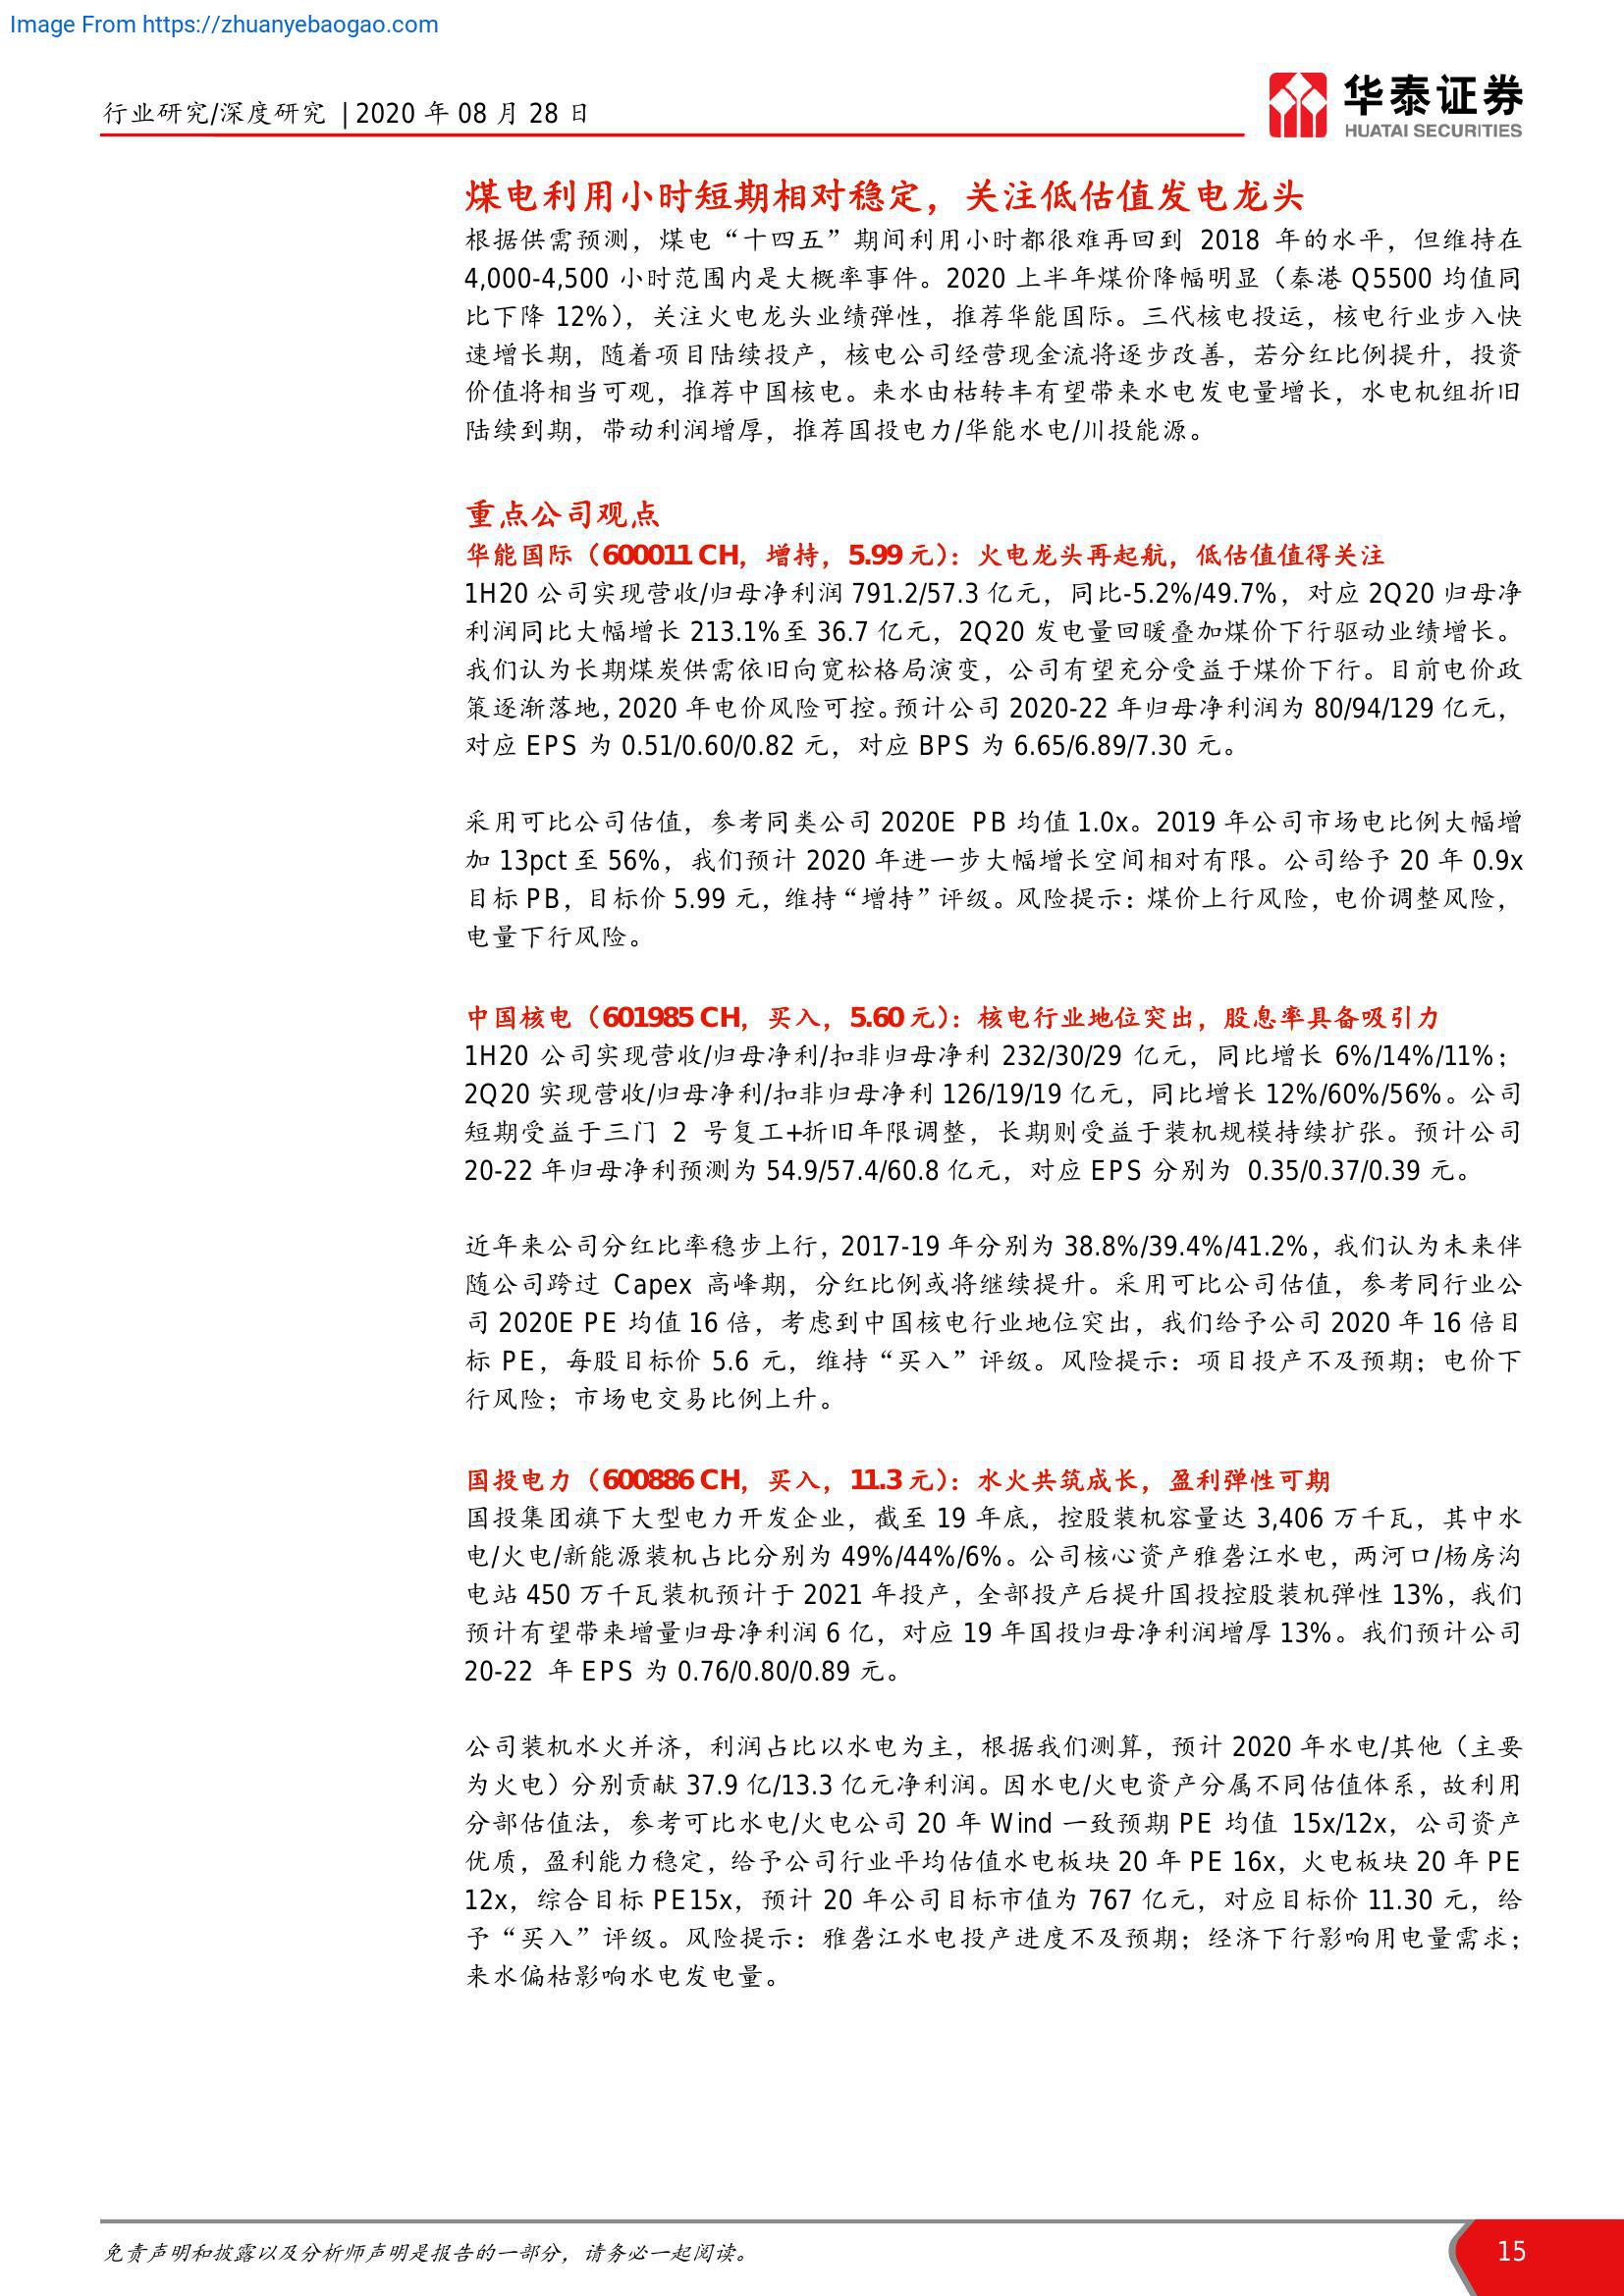 Image From https://zhuanyebaogao.com
行业研究/深度研究 | 2020 年 08 月 28 日
华泰证券
HUATAI SECURITIES
煤电利用小时短期相对稳定，关注低估值发电龙头
根据供需预测，煤电“十四五”期间利用小时都很难再回到 2018 年的水平，但维持在
4,000-4,500 小时范围内是大概率事件。2020 上半年煤价降幅明显（秦港 Q5500 均值同
比下降 12%），关注火电龙头业绩弹性，推荐华能国际。三代核电投运，核电行业步入快
速增长期，随着项目陆续投产，核电公司经营现金流将逐步改善，若分红比例提升，投资
价值将相当可观，推荐中国核电。来水由枯转丰有望带来水电发电量增长，水电机组折旧
陆续到期，带动利润增厚，推荐国投电力/华能水电/川投能源。
重点公司观点
华能国际（600011 CH，增持，5.99 元）：火电龙头再起航，低估值值得关注
1H20 公司实现营收/归母净利润 791.2/57.3 亿元，同比-5.2%/49.7%，对应 2Q20 归母净
利润同比大幅增长 213.1%至 36.7 亿元，2Q20 发电量回暖叠加煤价下行驱动业绩增长。
我们认为长期煤炭供需依旧向宽松格局演变，公司有望充分受益于煤价下行。目前电价政
策逐渐落地，2020 年电价风险可控。预计公司 2020-22 年归母净利润为 80/94/129 亿元，
对应 EPS 为 0.51/0.60/0.82 元，对应 BPS 为 6.65/6.89/7.30 元。
采用可比公司估值，参考同类公司 2020E PB 均值 1.0x。2019 年公司市场电比例大幅增
加 13pct 至 56%，我们预计 2020 年进一步大幅增长空间相对有限。公司给予 20 年 0.9x
目标 PB，目标价 5.99 元，维持“增持”评级。风险提示：煤价上行风险，电价调整风险，
电量下行风险。
中国核电（601985 CH，买入，5.60 元）：核电行业地位突出，股息率具备吸引力
1H20 公司实现营收/归母净利/扣非归母净利 232/30/29 亿元，同比增长 6%/14%/11%；
2Q20 实现营收/归母净利/扣非归母净利 126/19/19 亿元，同比增长 12%/60%/56%。公司
短期受益于三门 2 号复工+折旧年限调整，长期则受益于装机规模持续扩张。预计公司
20-22 年归母净利预测为 54.9/57.4/60.8 亿元，对应 EPS 分别为 0.35/0.37/0.39 元。
近年来公司分红比率稳步上行，2017-19 年分别为 38.8%/39.4%/41.2%，我们认为未来伴
随公司跨过 Capex 高峰期，分红比例或将继续提升。采用可比公司估值，参考同行业公
司 2020E PE 均值 16 倍，考虑到中国核电行业地位突出，我们给予公司 2020 年 16 倍目
标 PE，每股目标价 5.6 元，维持“买入”评级。风险提示：项目投产不及预期；电价下
行风险；市场电交易比例上升。
国投电力（600886 CH，买入，11.3 元）：水火共筑成长，盈利弹性可期
国投集团旗下大型电力开发企业，截至 19 年底，控股装机容量达 3,406 万千瓦，其中水
电/火电/新能源装机占比分别为 49%/44%/6%。公司核心资产雅砻江水电，两河口/杨房沟
电站 450 万千瓦装机预计于 2021 年投产，全部投产后提升国投控股装机弹性 13%，我们
预计有望带来增量归母净利润 6 亿，对应 19 年国投归母净利润增厚 13%。我们预计公司
20-22 年 EPS 为 0.76/0.80/0.89 元。
公司装机水火并济，利润占比以水电为主，根据我们测算，预计 2020 年水电/其他（主要
为火电）分别贡献 37.9 亿/13.3 亿元净利润。因水电/火电资产分属不同估值体系，故利用
分部估值法，参考可比水电/火电公司 20 年 Wind 一致预期 PE 均值 15x/12x，公司资产
优质，盈利能力稳定，给予公司行业平均估值水电板块 20 年 PE 16x，火电板块 20 年 PE
12x，综合目标 PE15x，预计 20 年公司目标市值为 767 亿元，对应目标价 11.30 元，给
予“买入”评级。风险提示：雅砻江水电投产进度不及预期；经济下行影响用电量需求；
来水偏枯影响水电发电量。
免责声明和披露以及分析师声明是报告的一部分，请务必一起阅读。
15